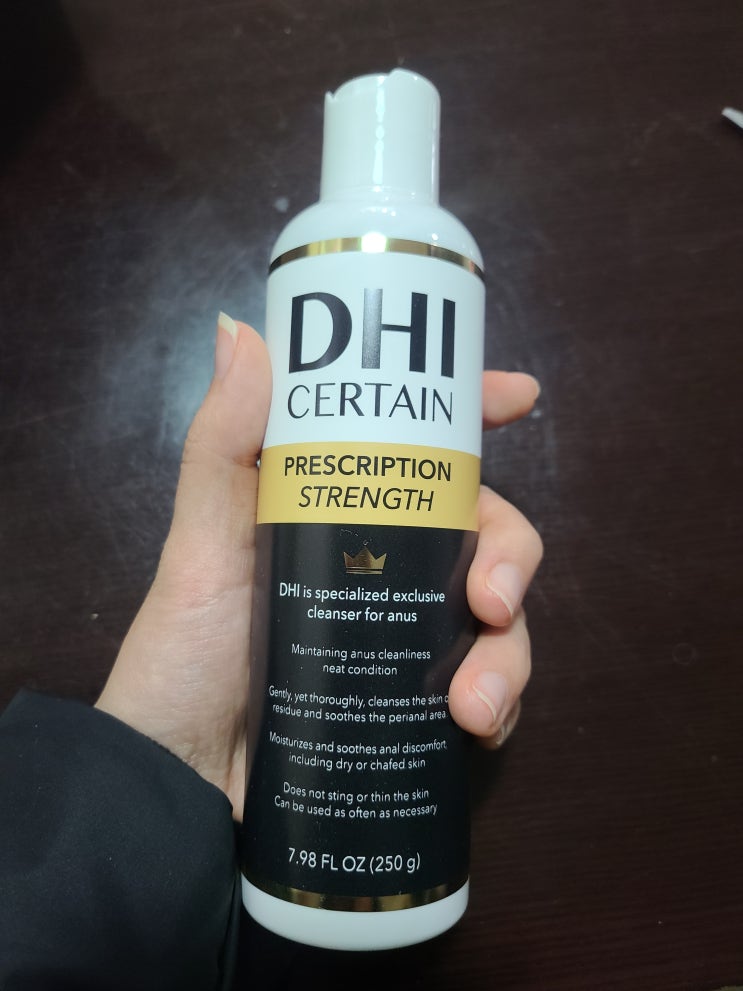 DHI
CERTAIN
PRESCRIPTION
STRENGTH
DHI is specialized exclusive
cleanser for anus
Maintaining anus cleanliness
neat condition
Gently, yet thoroughly, cleanses the skin
residue and soothes the perianal area
Moisturizes and soothes anal discomfort,
including dry or chafed skin
Does not sting or thin the skin
Can be used as often as necessary
7.98 FL OZ (250 g)